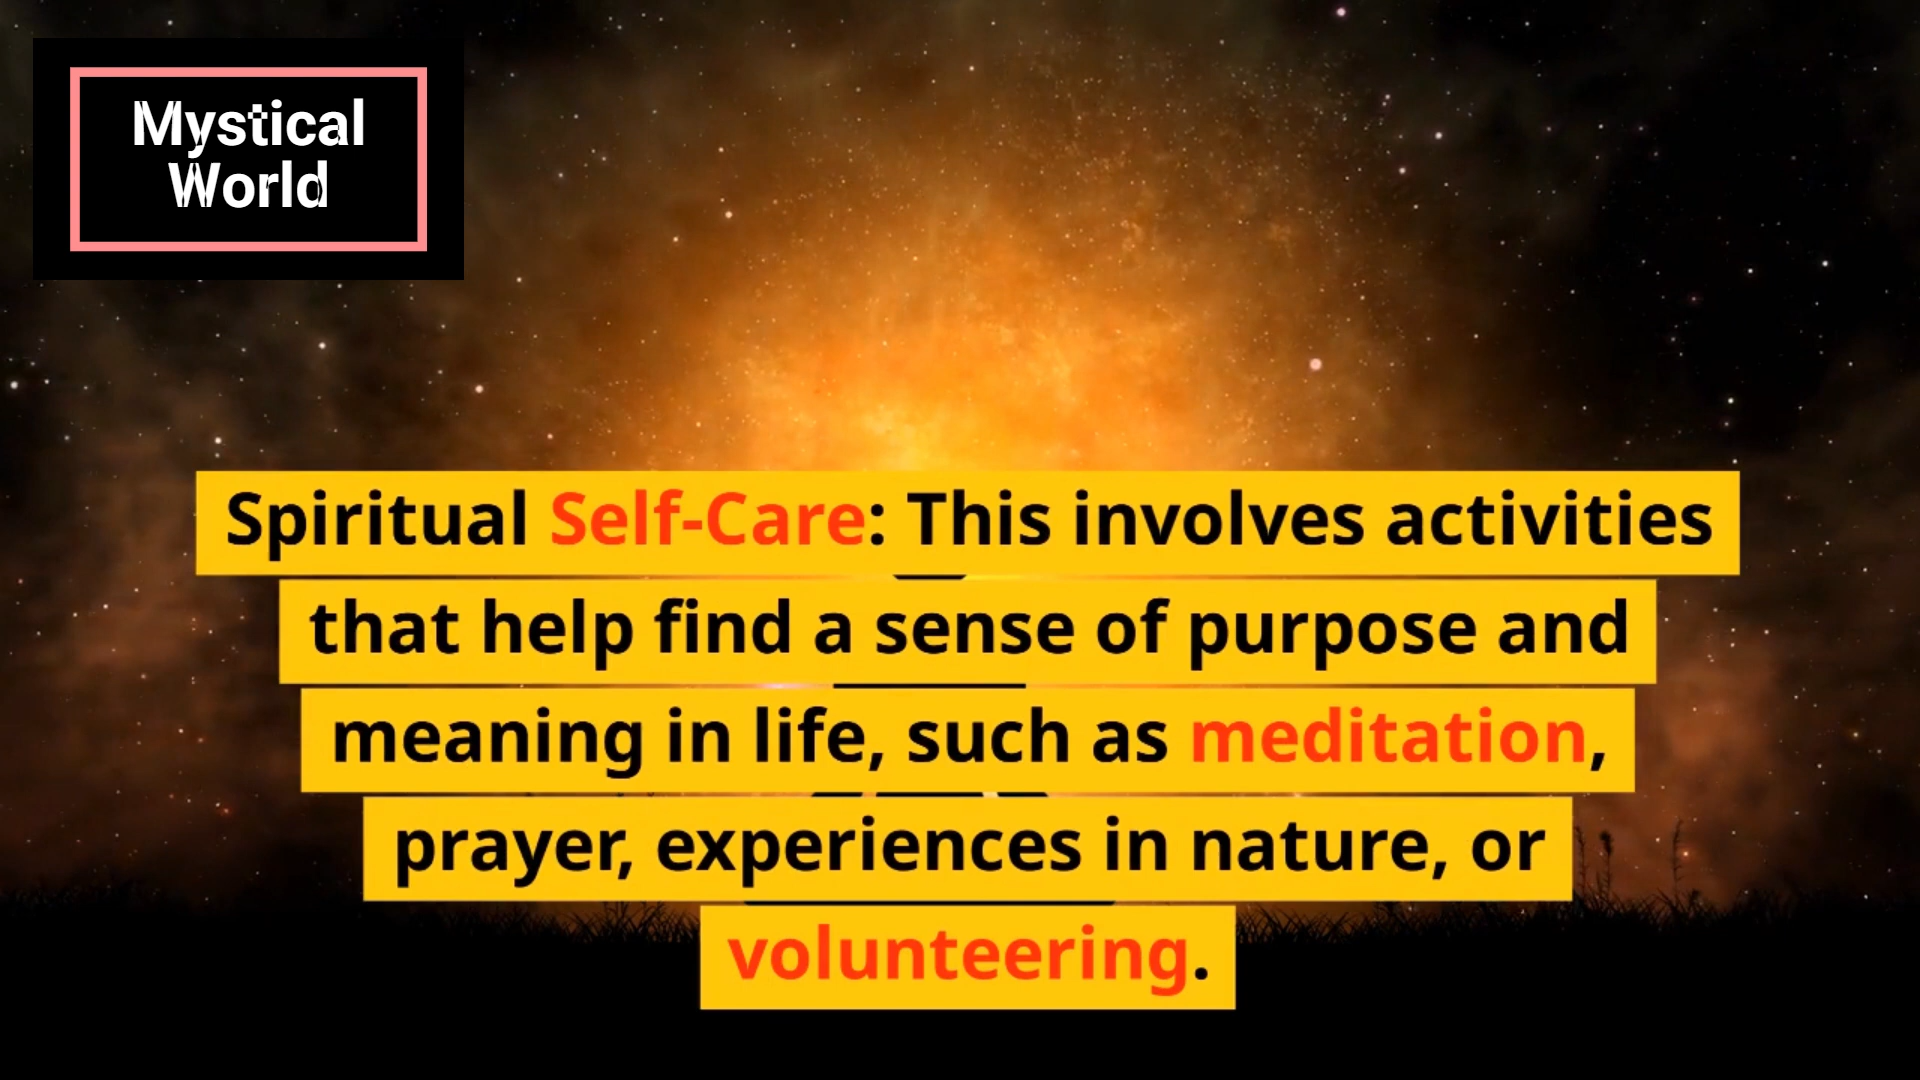 Mystical
World
Spiritual Self-Care: This involves activities
that help find a sense of purpose and
meaning in life, such as meditation,
prayer, experiences in nature, or
volunteering.